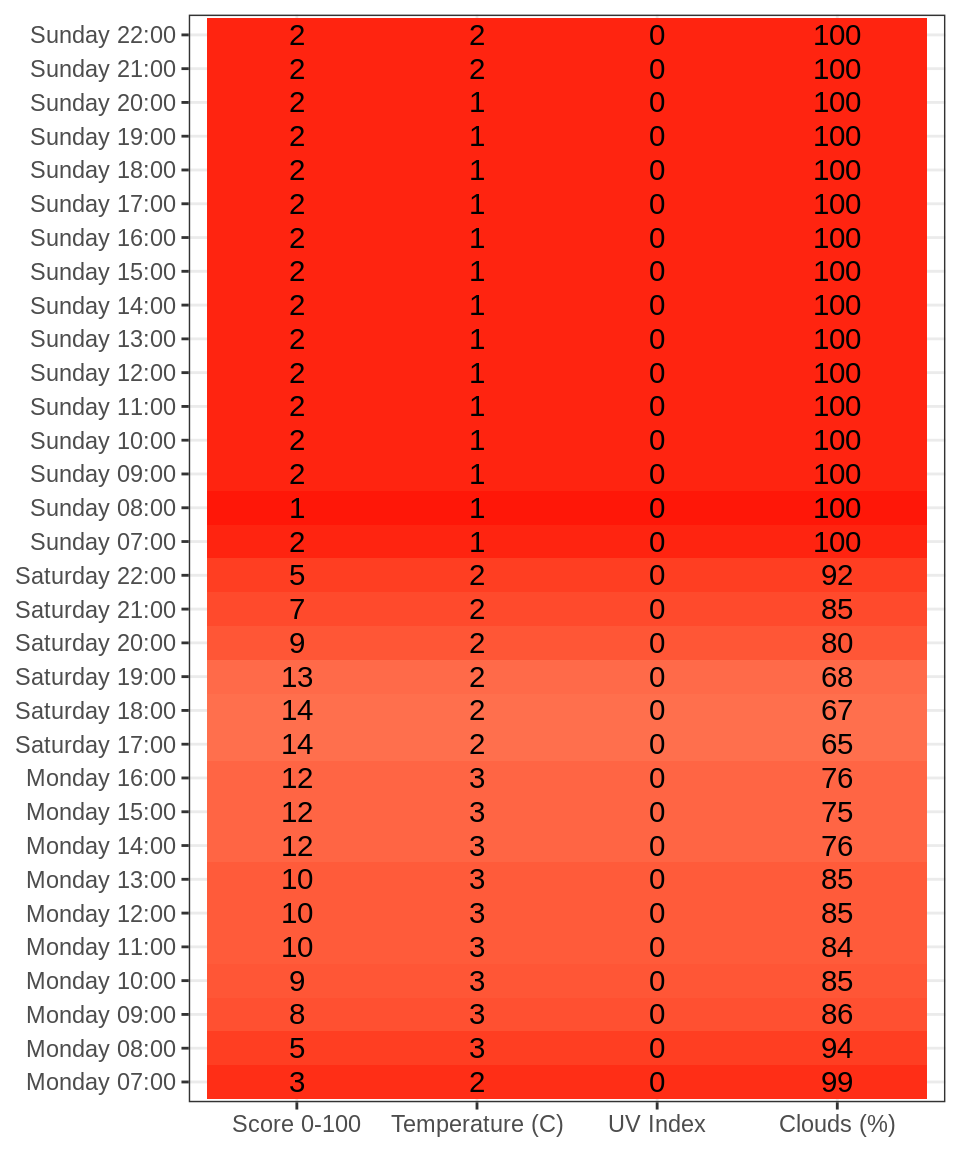 Sunday 22:00 2 2 0 100
Sunday 21:00 2 2 0 100
Sunday 20:00 2 1 0 100
Sunday 19:00 2 1 0 100
Sunday 18:00 2 1 0 100
Sunday 17:00 2 1 0 100
Sunday 16:00 2 1 0 100
Sunday 15:00 2 1 0 100
Sunday 14:00 2 1 0 100
Sunday 13:00 2 1 0 100
Sunday 12:00 2 1 0 100
Sunday 11:00 2 1 0 100
Sunday 10:00 2 1 0 100
Sunday 09:00 2 1 0 100
Sunday 08:00 1 1 0 100
Sunday 07:00 2 1 0 100
Saturday 22:00 5 2 0 92
Saturday 21:00 7 2 0 85
Saturday 20:00 9 2 0 80
Saturday 19:00 13 2 0 68
Saturday 18:00 14 2 0 67
Saturday 17:00 14 2 0 65
Monday 16:00 12 3 0 76
Monday 15:00 12 3 0 75
Monday 14:00 12 3 0 76
Monday 13:00 10 3 0 85
Monday 12:00 10 3 0 85
Monday 11:00 10 3 0 84
Monday 10:00 9 3 0 85
Monday 09:00 8 3 0 86
Monday 08:00 5 3 0 94
Monday 07:00 3 2 0 99
Score 0-100 Temperature (C) UV Index Clouds (%)